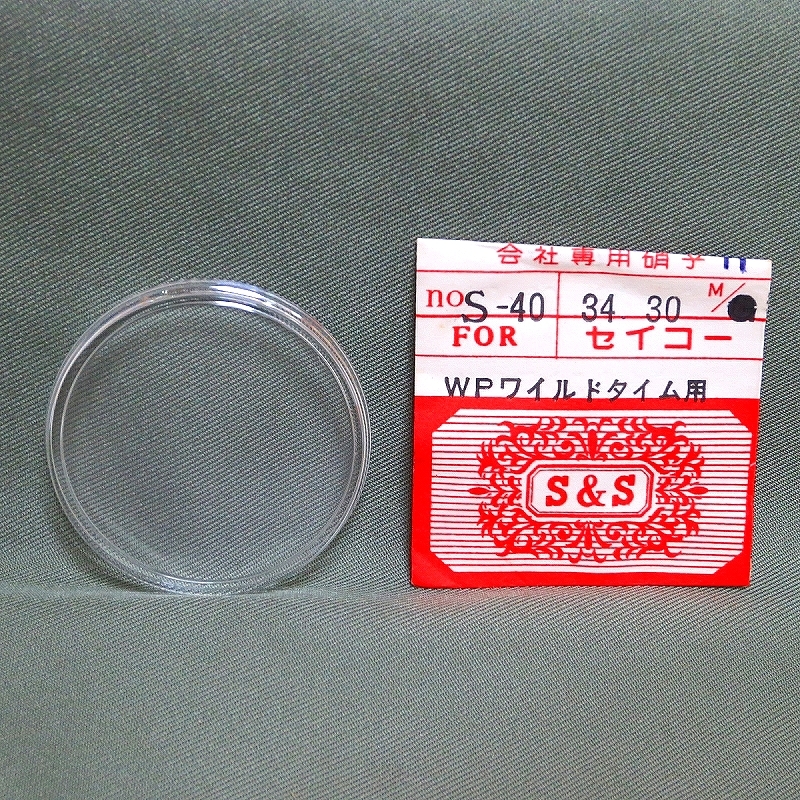 会社専用硝子
no S-40 34 30 M/
FOR セイコー
WPワイルドタイム用
S&S